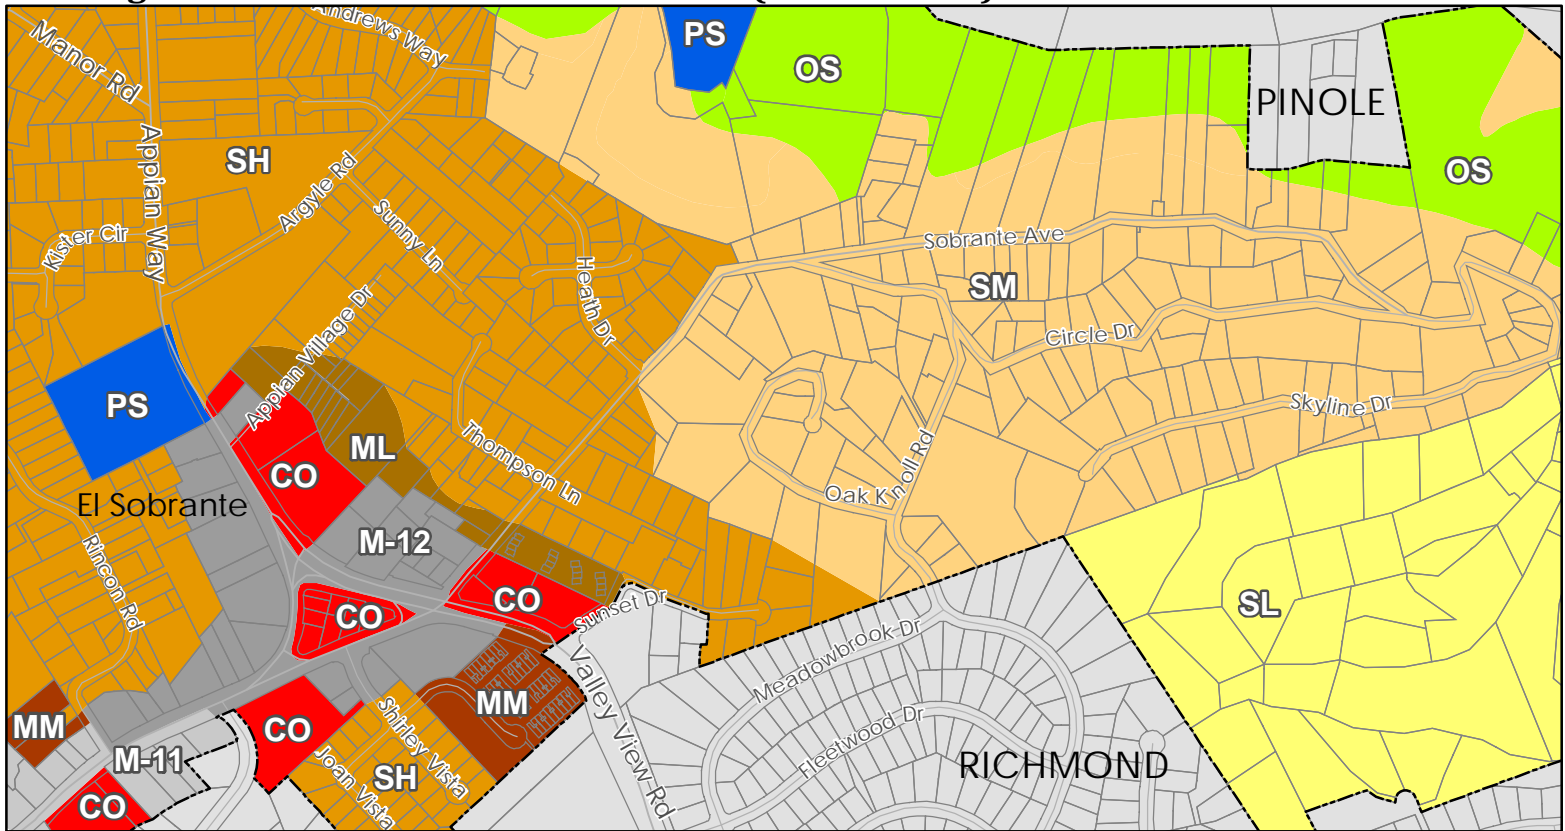 PS
OS
Andrews Way
Manor Rd
PINOLE
Appian Way
SH
Argyle Rd
OS
Sunny Ln
Kister Cir
Sobrante Ave
Heath Dr
SM
Appian Village Dr
Circle Dr
PS
Skyline Dr
ML
Thompson Ln
CO
Oak Knoll Rd
El Sobrante
M-12
Rincon Rd
CO
CO
Sunset Dr
SL
Meadowbrook Dr
Valley View Rd
MM
MM
CO
Shirley Vista
Fleetwood Dr
M-11
Joan Vista
SH
RICHMOND
CO